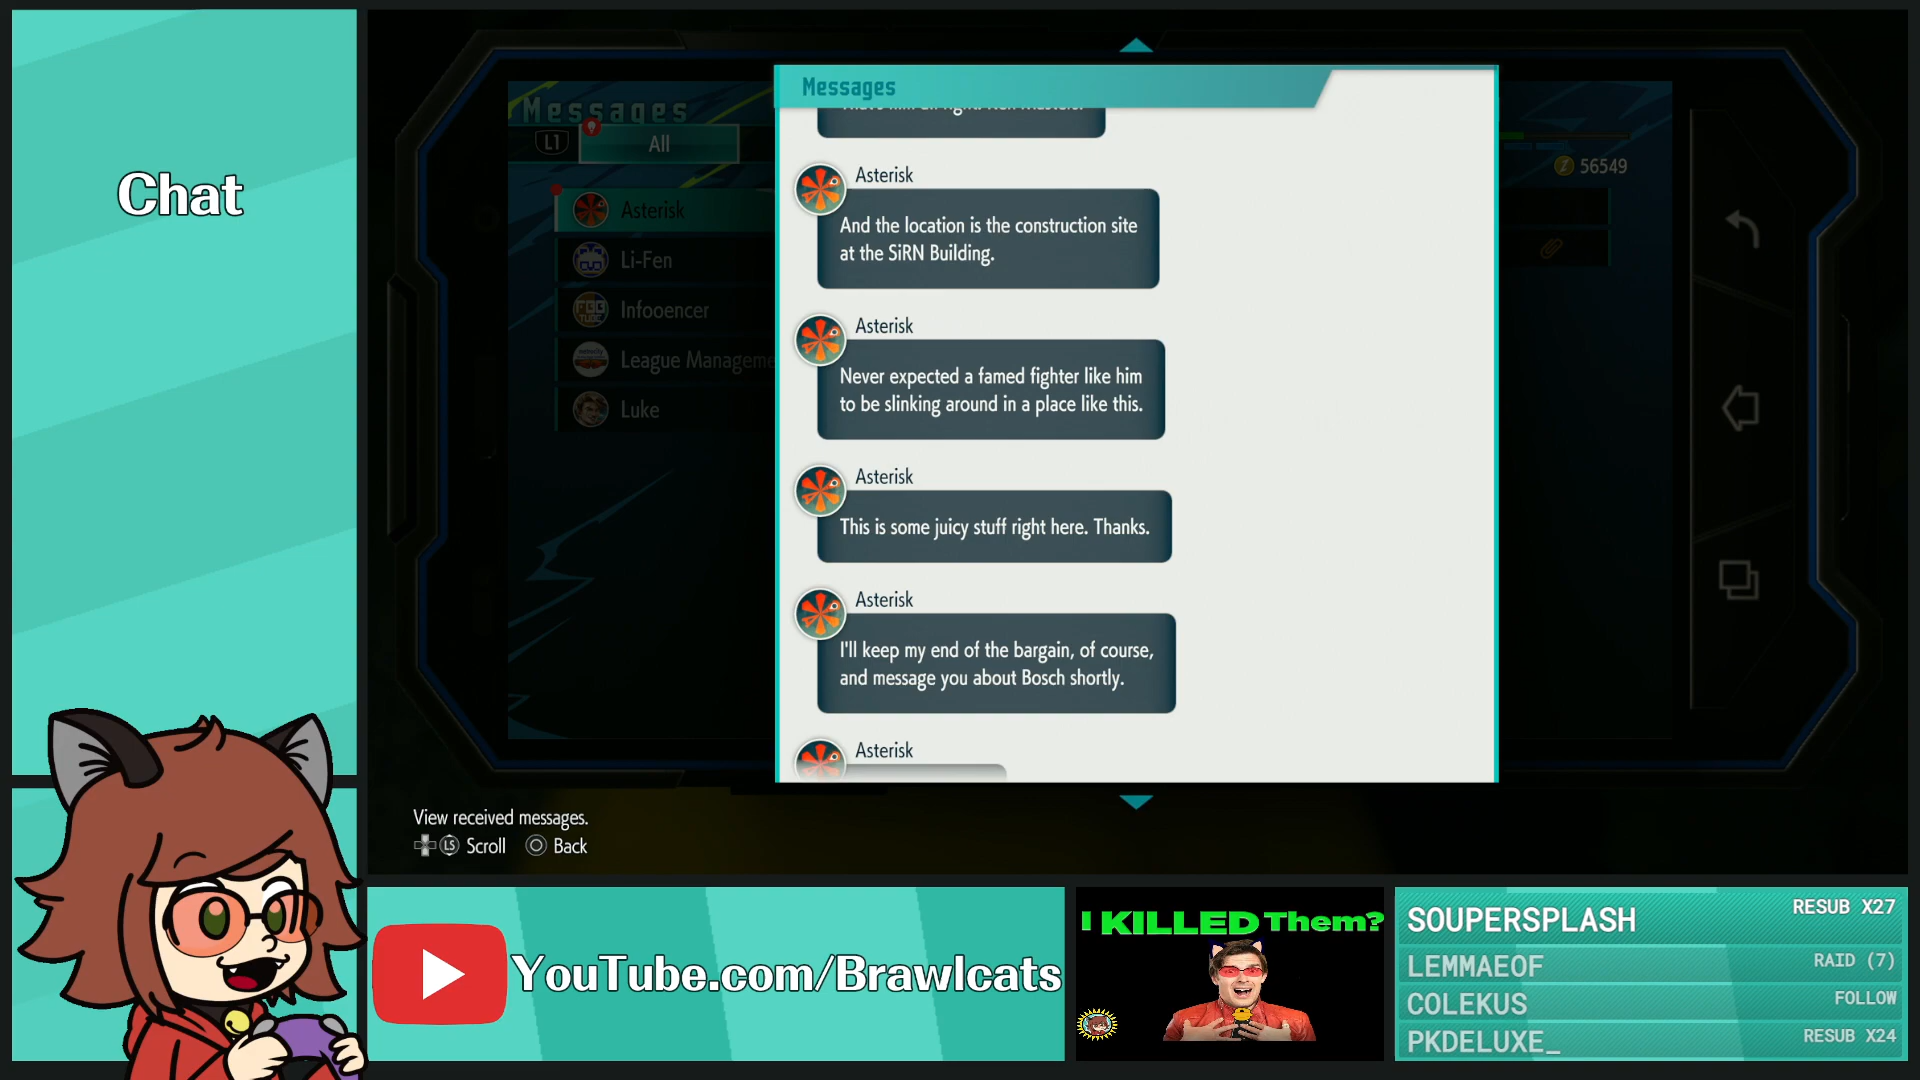 Chat
Messages
L1
All
Asterisk
Li-Fen
Infooencer
League Manageme
Luke
56549
Messages
Asterisk
And the location is the construction site
at the SiRN Building.
Asterisk
Never expected a famed fighter like him
to be slinking around in a place like this.
Asterisk
This is some juicy stuff right here. Thanks.
Asterisk
I'll keep my end of the bargain, of course,
and message you about Bosch shortly.
Asterisk
View received messages.
LS Scroll Back
YouTube.com/Brawlcats
I KILLED Them?
SOUPERSPLASH RESUB X27
LEMMAEOF RAID (7)
COLEKUS FOLLOW
PKDELUXE_ RESUB X24